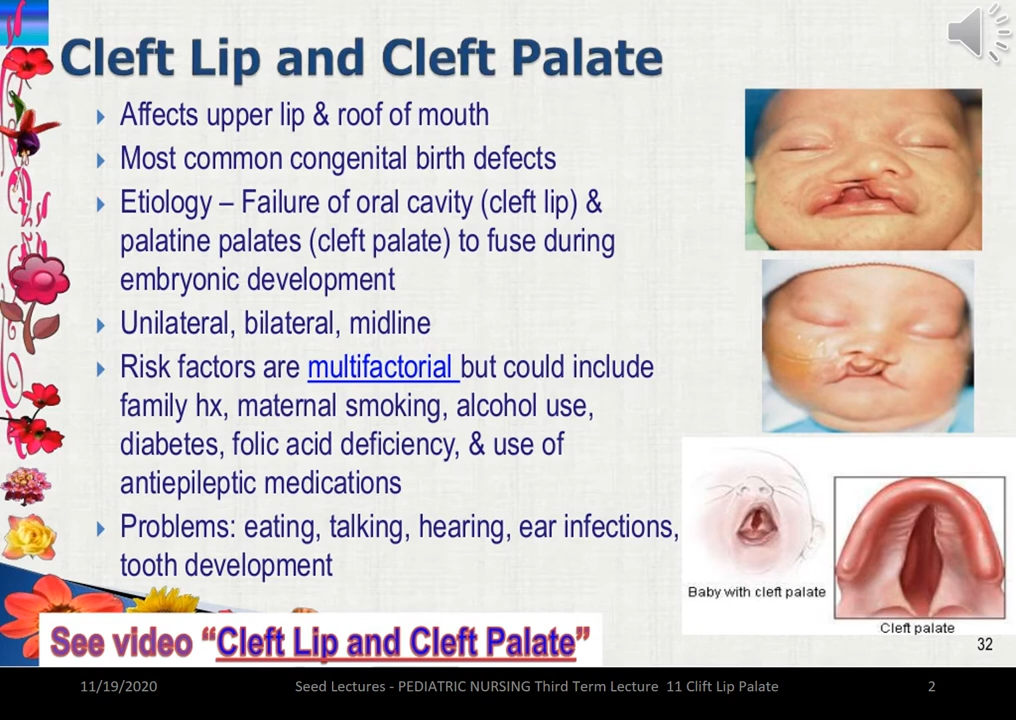 Cleft Lip and Cleft Palate
Affects upper lip & roof of mouth
Most common congenital birth defects
Etiology – Failure of oral cavity (cleft lip) &
palatine palates (cleft palate) to fuse during
embryonic development
Unilateral, bilateral, midline
Risk factors are multifactorial but could include
family hx, maternal smoking, alcohol use,
diabetes, folic acid deficiency, & use of
antiepileptic medications
Problems: eating, talking, hearing, ear infections,
tooth development
Baby with cleft palate
Cleft palate
See video “Cleft Lip and Cleft Palate”
32
11/19/2020
Seed Lectures - PEDIATRIC NURSING Third Term Lecture 11 Clift Lip Palate
2